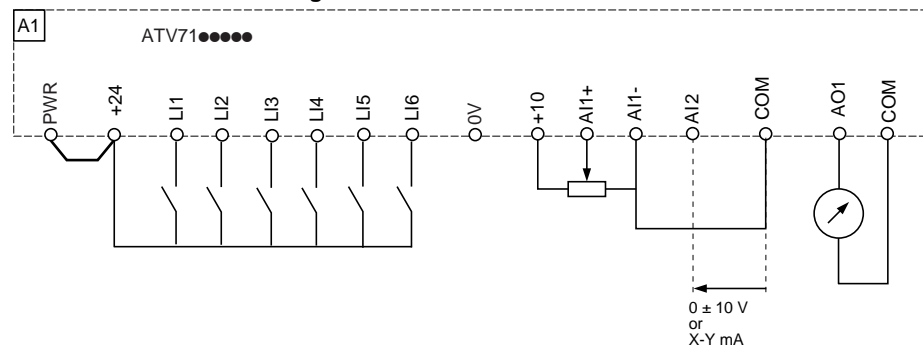 A1
ATV71●●●●●
PWR
+24
LI1
LI2
LI3
LI4
LI5
LI6
0V
+10
AI1+
AI1-
AI2
COM
AO1
COM
0 ± 10 V
or
X-Y mA